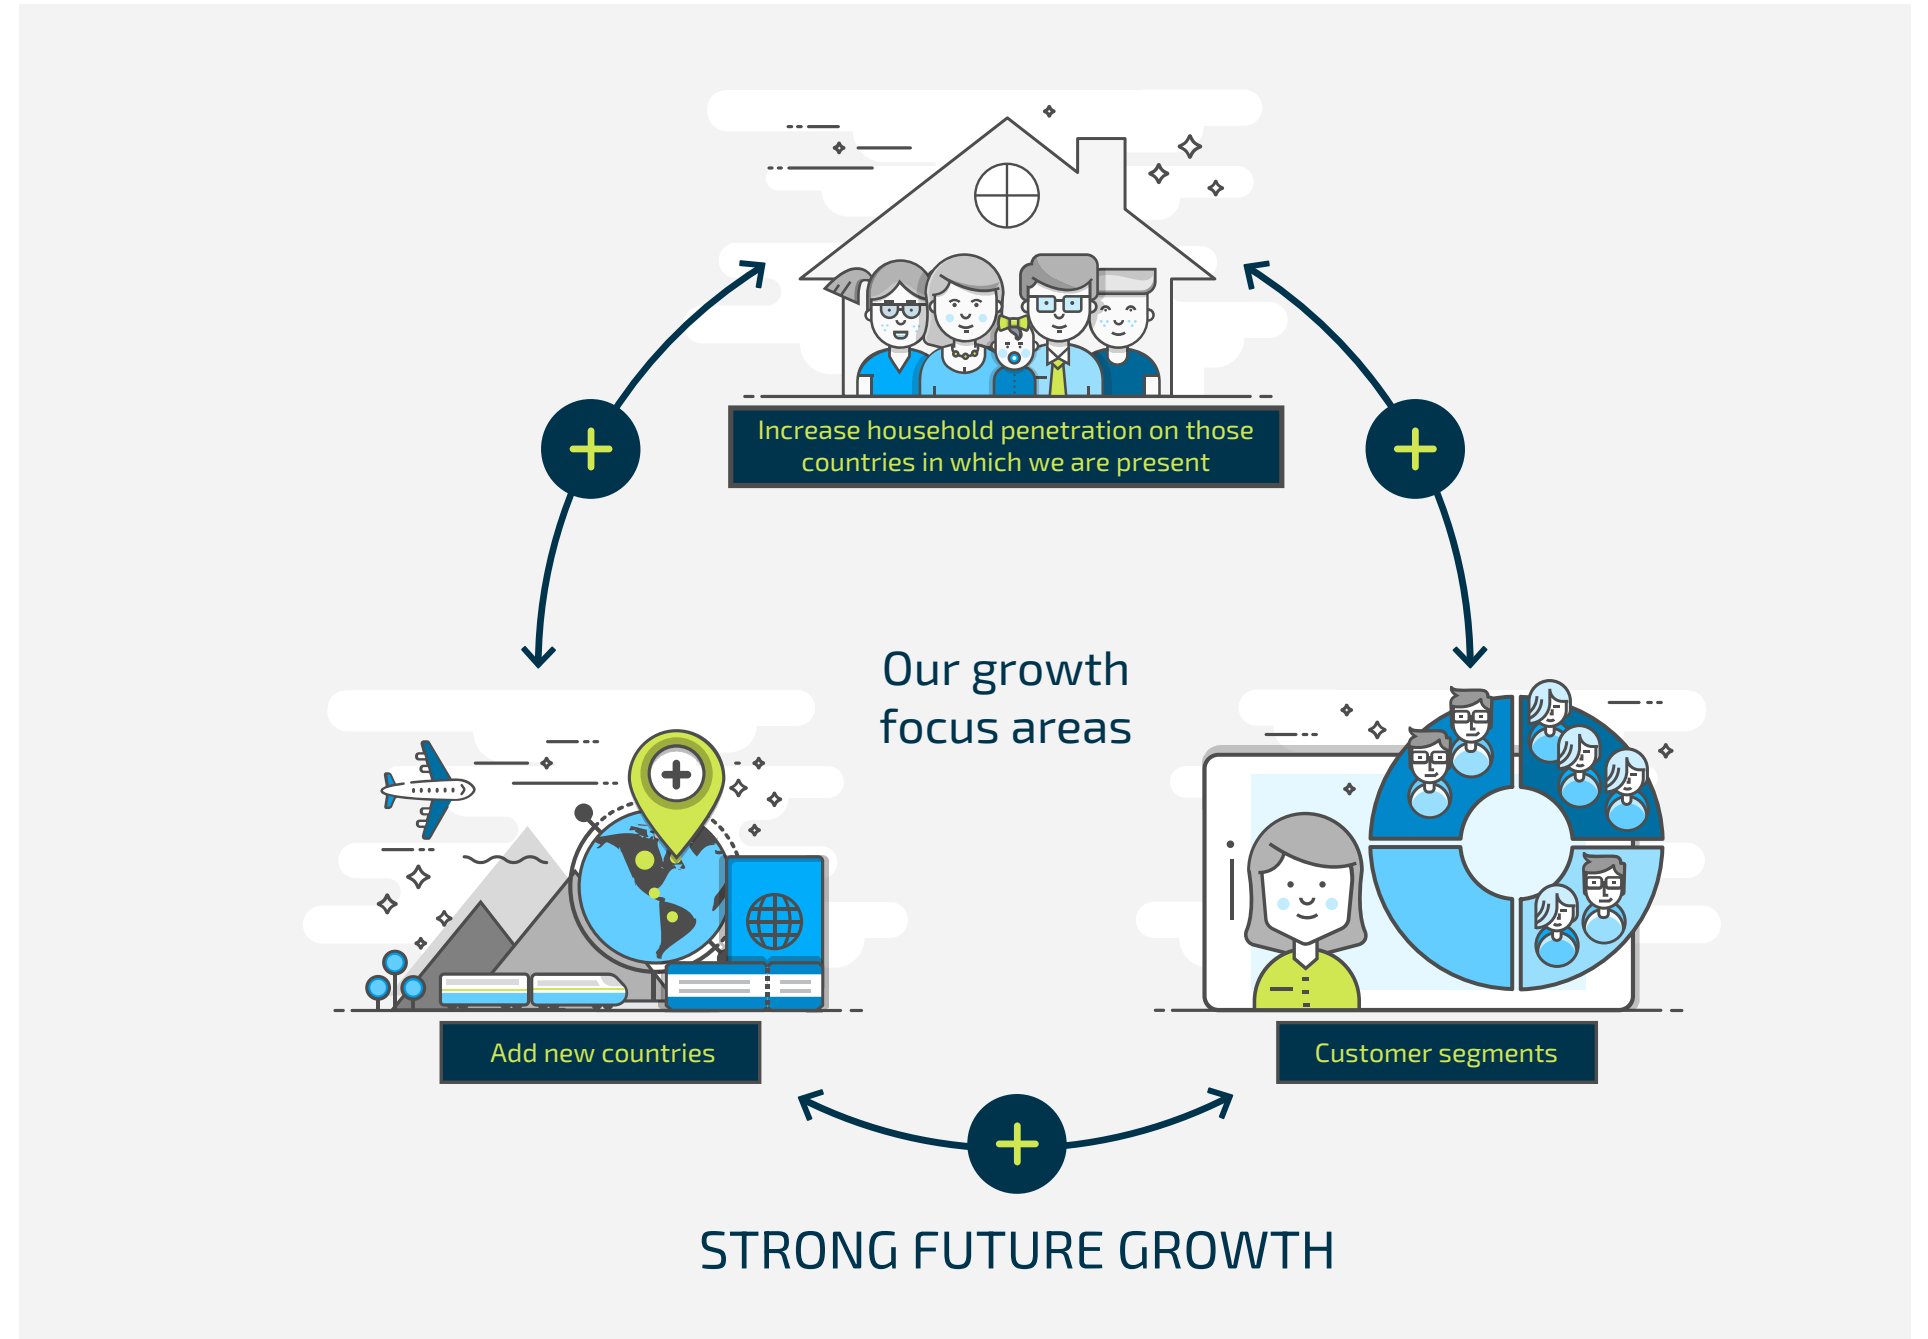 Increase household penetration on those
countries in which we are present
Our growth
focus areas
Add new countries
Customer segments
STRONG FUTURE GROWTH